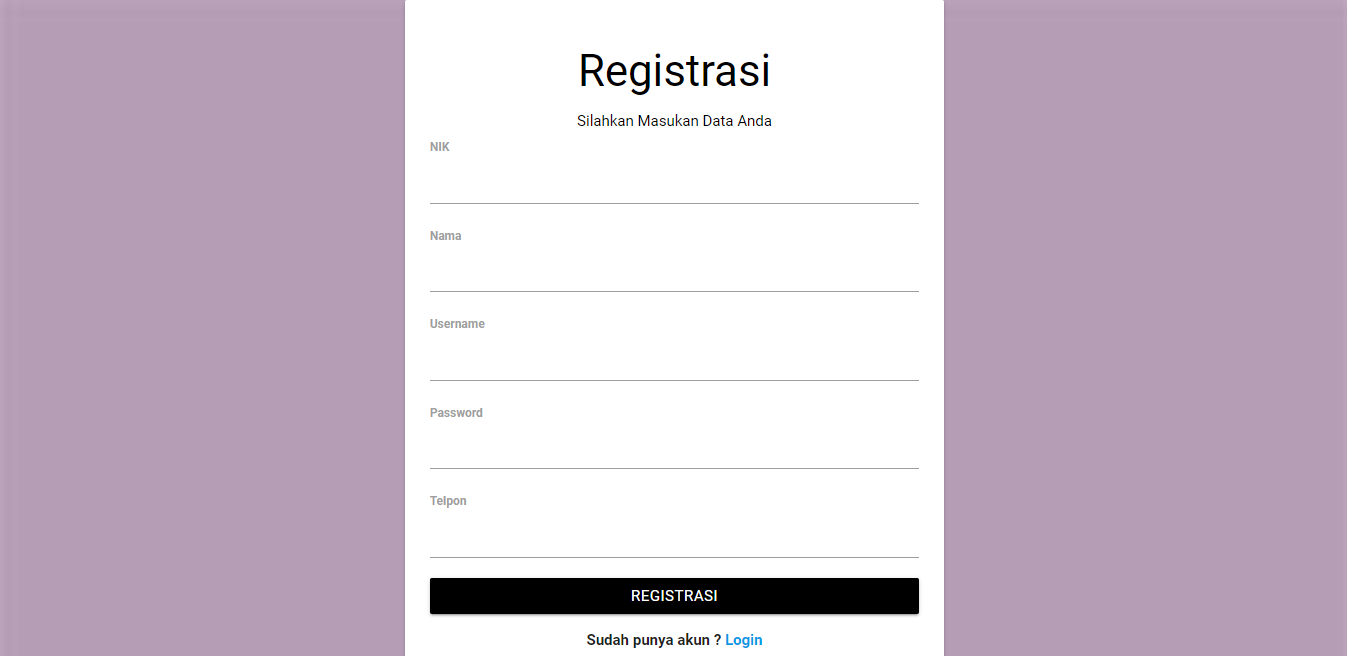 Registrasi
Silahkan Masukan Data Anda
NIK
Nama
Username
Password
Telpon
REGISTRASI
Sudah punya akun ? Login